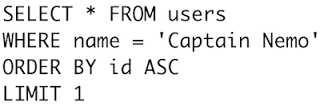 SELECT * FROM users
WHERE name = 'Captain Nemo'
ORDER BY id ASC
LIMIT 1